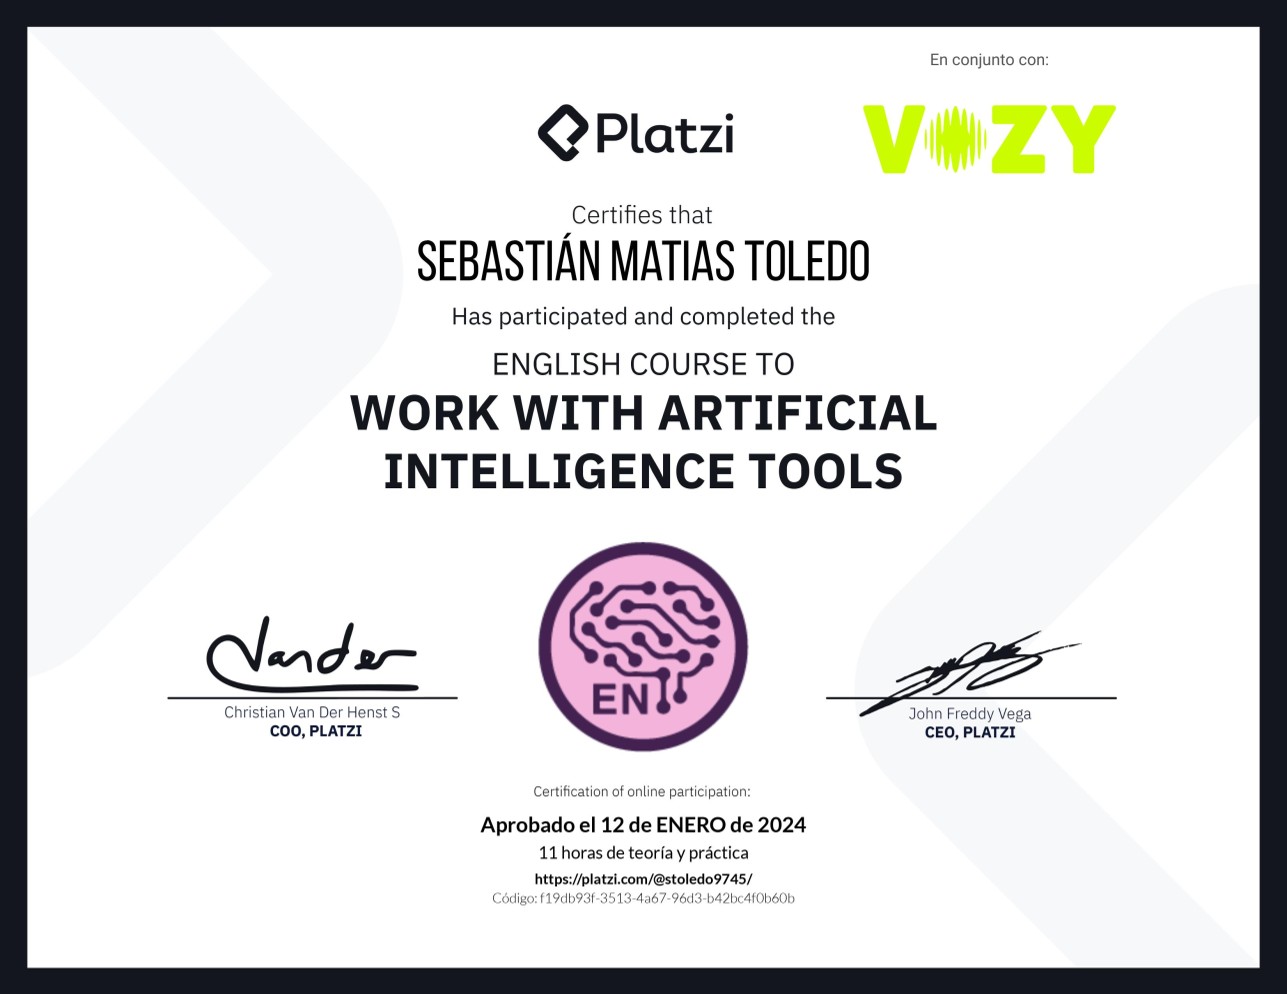 En conjunto con:
Platzi
VOZY
Certifies that
SEBASTIÁN MATIAS TOLEDO
Has participated and completed the
ENGLISH COURSE TO
WORK WITH ARTIFICIAL
INTELLIGENCE TOOLS
EN
Vander
Christian Van Der Henst S
COO, PLATZI
John Freddy Vega
CEO, PLATZI
Certification of online participation:
Aprobado el 12 de ENERO de 2024
11 horas de teoría y práctica
https://platzi.com/@stoledo9745/
Código: f19db93f-3513-4a67-96d3-b42bc4f0b60b